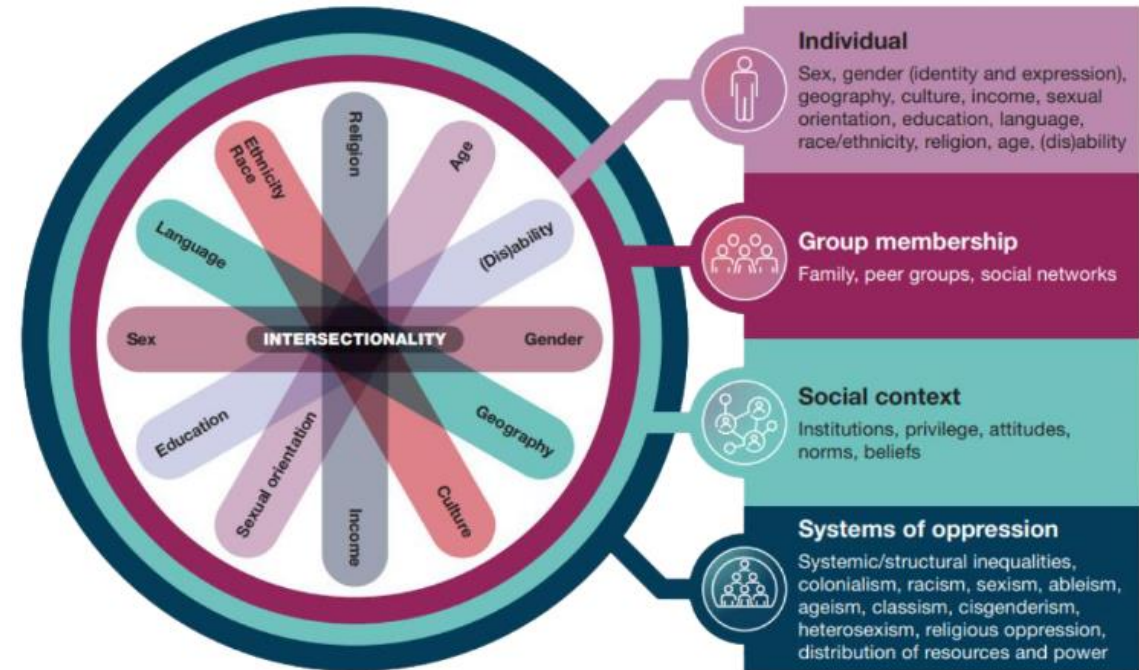 Religion
Age
(Dis)ability
Gender
Geography
Culture
Income
Sexual orientation
Education
Sex
Language
Ethnicity
Race
INTERSECTIONALITY
Individual
Sex, gender (identity and expression),
geography, culture, income, sexual
orientation, education, language,
race/ethnicity, religion, age, (dis)ability
Group membership
Family, peer groups, social networks
Social context
Institutions, privilege, attitudes,
norms, beliefs
Systems of oppression
Systemic/structural inequalities,
colonialism, racism, sexism, ableism,
ageism, classism, cisgenderism,
heterosexism, religious oppression,
distribution of resources and power